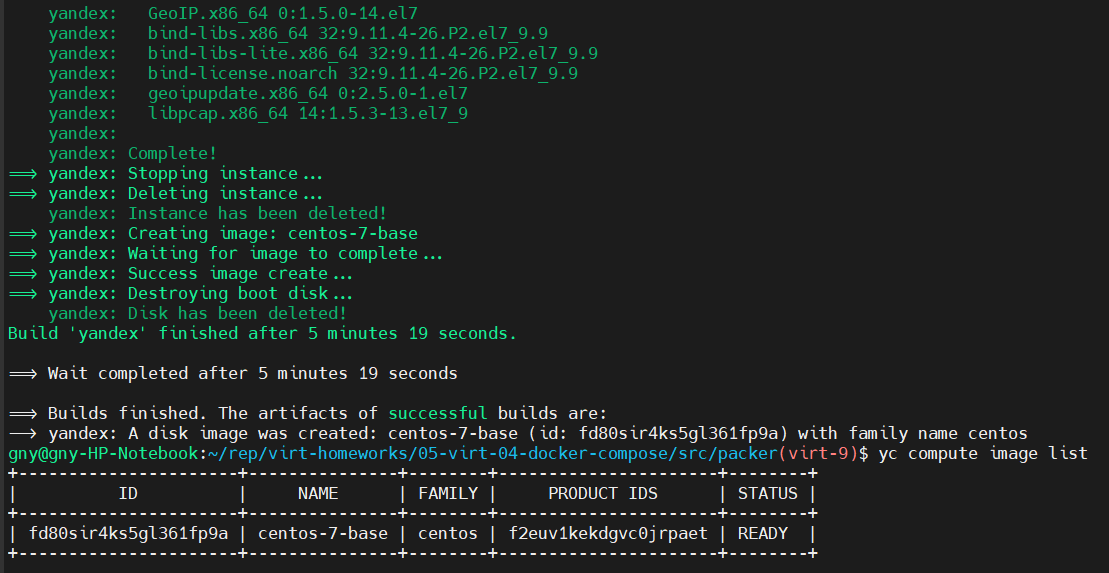 yandex:   GeoIP.x86_64 0:1.5.0-14.el7
yandex:   bind-libs.x86_64 32:9.11.4-26.P2.el7_9.9
yandex:   bind-libs-lite.x86_64 32:9.11.4-26.P2.el7_9.9
yandex:   bind-license.noarch 32:9.11.4-26.P2.el7_9.9
yandex:   geoipupdate.x86_64 0:2.5.0-1.el7
yandex:   libpcap.x86_64 14:1.5.3-13.el7_9
yandex:
yandex: Complete!
==> yandex: Stopping instance...
==> yandex: Deleting instance...
yandex: Instance has been deleted!
==> yandex: Creating image: centos-7-base
==> yandex: Waiting for image to complete...
==> yandex: Success image create...
==> yandex: Destroying boot disk...
yandex: Disk has been deleted!
Build 'yandex' finished after 5 minutes 19 seconds.
==> Wait completed after 5 minutes 19 seconds
==> Builds finished. The artifacts of successful builds are:
--> yandex: A disk image was created: centos-7-base (id: fd80sir4ks5gl361fp9a) with family name centos
gny@gny-HP-Notebook:~/rep/virt-homeworks/05-virt-04-docker-compose/src/packer(virt-9)$ yc compute image list
+----------------------+---------------+--------+----------------------+--------+
|          ID          |     NAME      | FAMILY |     PRODUCT IDS      | STATUS |
+----------------------+---------------+--------+----------------------+--------+
| fd80sir4ks5gl361fp9a | centos-7-base | centos | f2euv1kekdgvc0jrpaet | READY  |
+----------------------+---------------+--------+----------------------+--------+